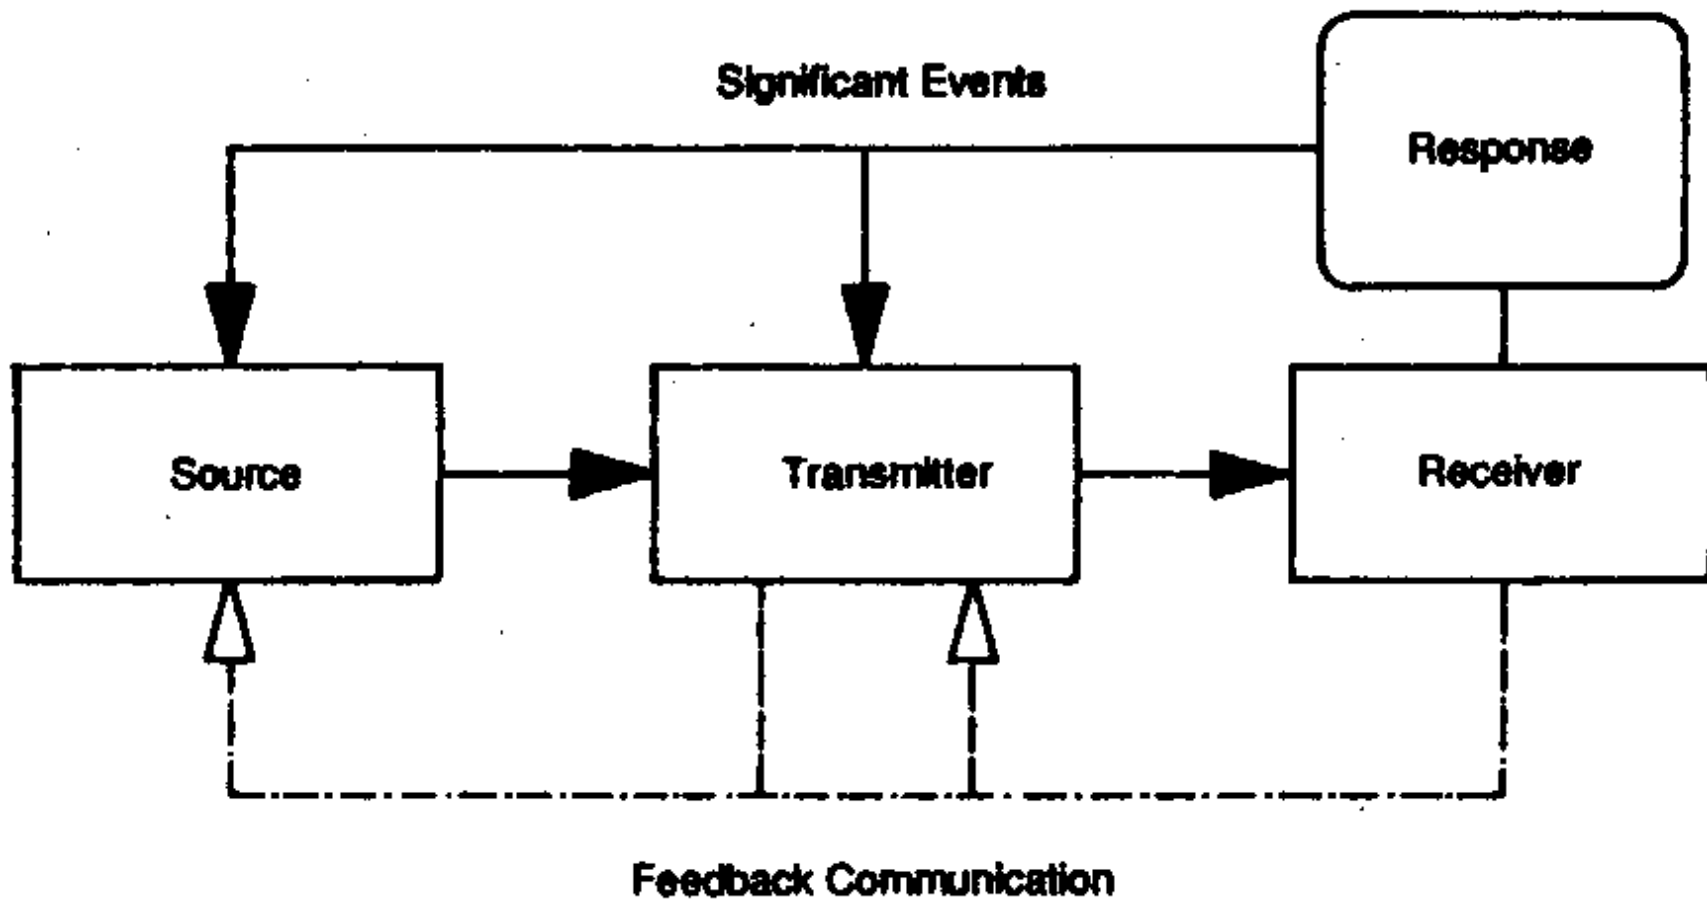 Significant Events
Response
Source
Transmitter
Receiver
Feedback Communication